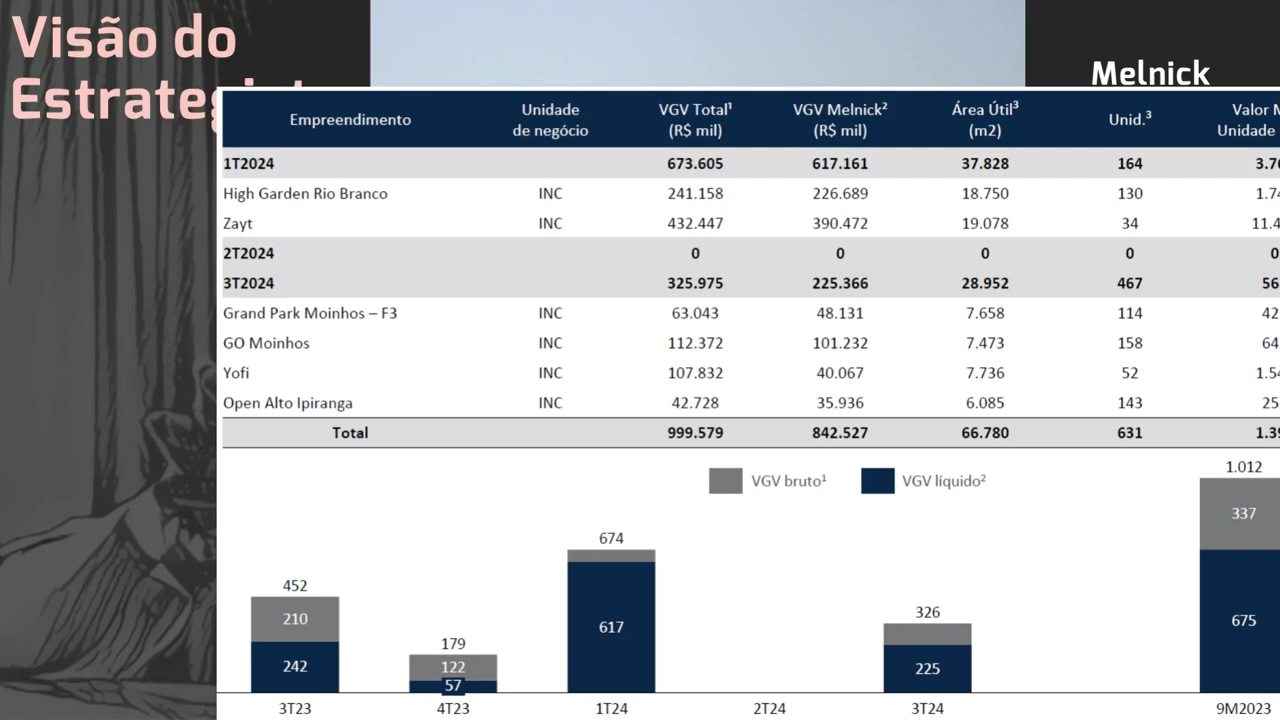 Visão do
Melnick
Empreendimento Unidade de negócio VGV Total¹ (R$ mil) VGV Melnick² (R$ mil) Área Útil³ (m2) Unid.³ Valor Unidade
1T2024 673.605 617.161 37.828 164
High Garden Rio Branco INC 241.158 226.689 18.750 130
Zayt INC 432.447 390.472 19.078 34
2T2024 0 0 0 0 0
3T2024 325.975 225.366 28.952 467
Grand Park Moinhos – F3 INC 63.043 48.131 7.658 114
GO Moinhos INC 112.372 101.232 7.473 158
Yofi INC 107.832 40.067 7.736 52
Open Alto Ipiranga INC 42.728 35.936 6.085 143
Total 999.579 842.527 66.780 631
VGV bruto¹ VGV líquido²
452 210 242
179 122 57
674 617
326 225
1.012 337 675
3T23 4T23 1T24 2T24 3T24 9M2023